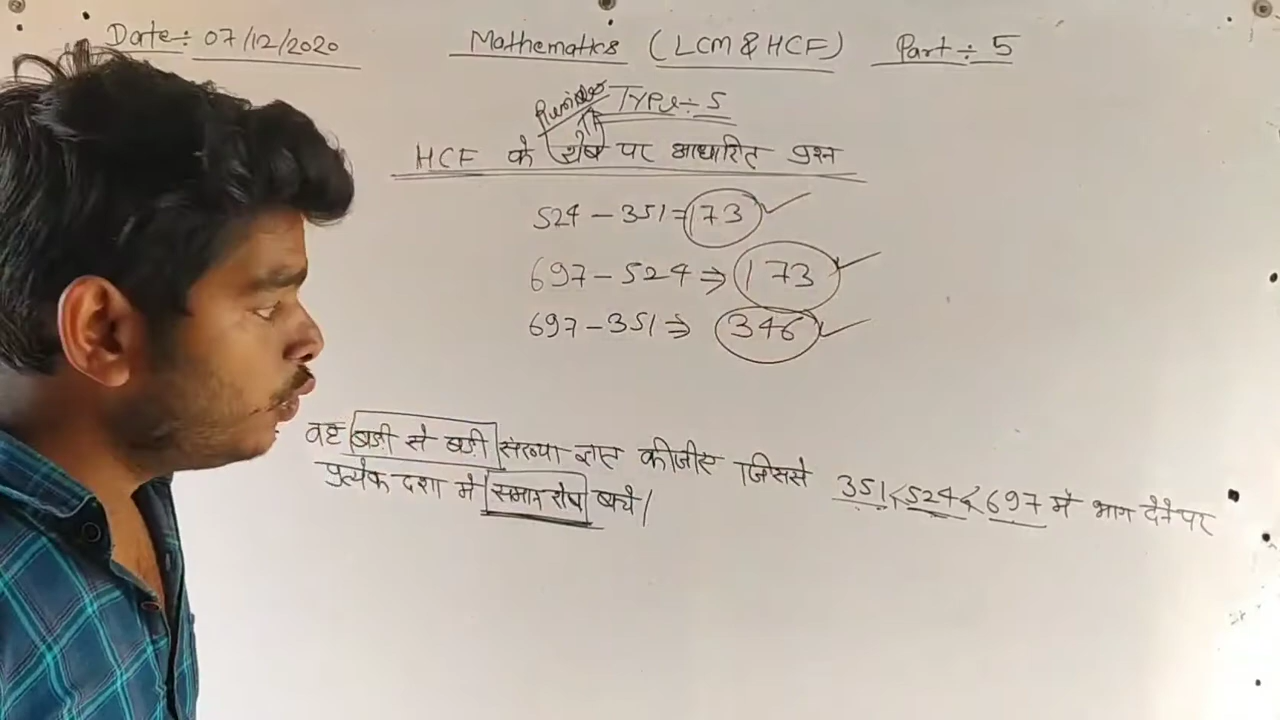 Date:- 07/12/2020 Mathematics (LCM & HCF) Part ÷ 5
TYPE ÷ 5
HCF के शेष पर आधारित प्रश्न
524 - 351 = 173
697 - 524 ⇒ 173
697 - 351 ⇒ 346
वह बड़ी से बड़ी संख्या ज्ञात कीजीए जिससे 351 < 524 < 697 में भाग देने पर
प्रत्येक दशा में समान शेष बचे।